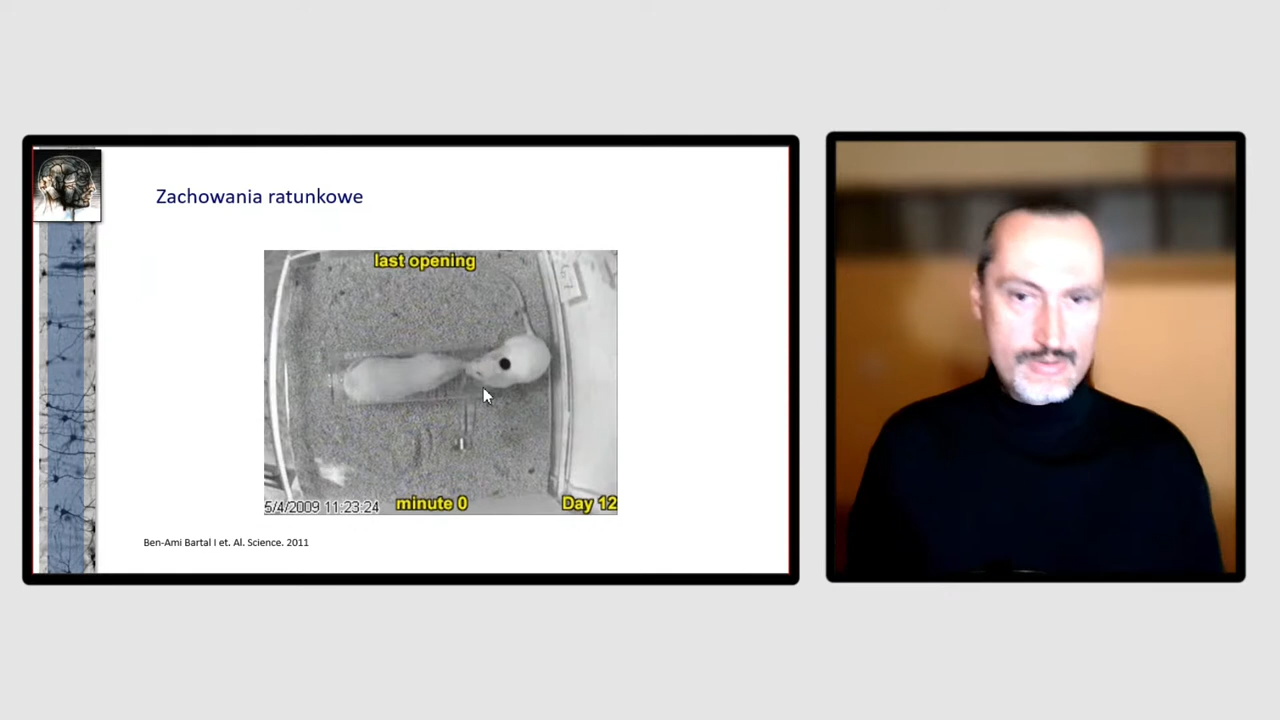 Zachowania ratunkowe
last opening
5/4/2009 11:23:24
minute 0
Day 12
Ben-Ami Bartal I et. Al. Science. 2011